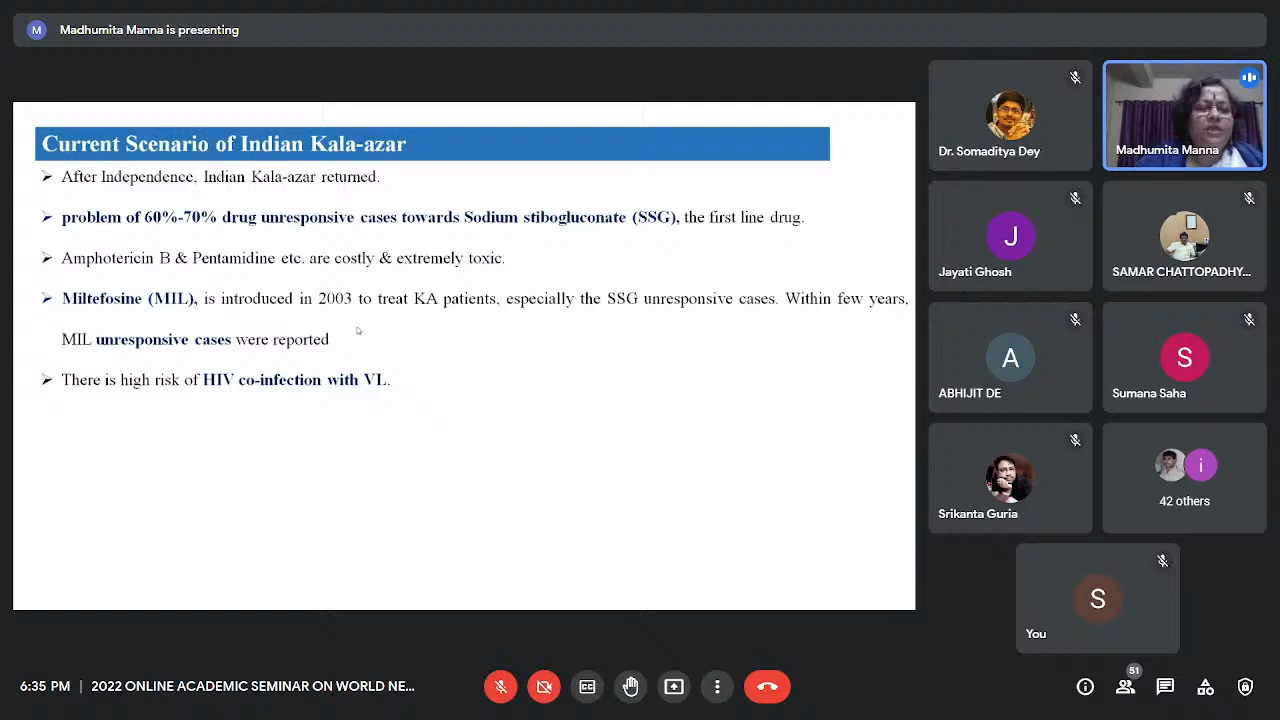 M Madhumita Manna is presenting
Current Scenario of Indian Kala-azar
➢ After Independence, Indian Kala-azar returned.
➢ problem of 60%-70% drug unresponsive cases towards Sodium stibogluconate (SSG), the first line drug.
➢ Amphotericin B & Pentamidine etc. are costly & extremely toxic.
➢ Miltefosine (MIL), is introduced in 2003 to treat KA patients, especially the SSG unresponsive cases. Within few years,
MIL unresponsive cases were reported
➢ There is high risk of HIV co-infection with VL.
Dr. Somaditya Dey
Madhumita Manna
J
Jayati Ghosh
SAMAR CHATTOPADHY...
A
ABHIJIT DE
S
Sumana Saha
Srikanta Guria
i
42 others
S
You
6:35 PM | 2022 ONLINE ACADEMIC SEMINAR ON WORLD NE...
51